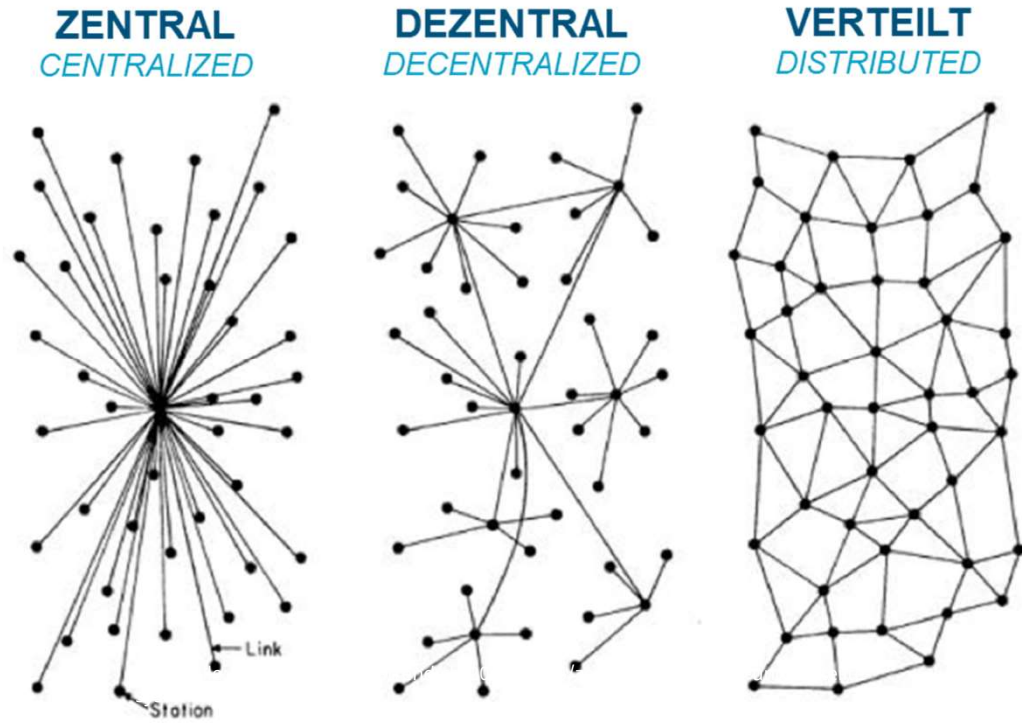 ZENTRAL
CENTRALIZED
DEZENTRAL
DECENTRALIZED
VERTEILT
DISTRIBUTED
Link
Station